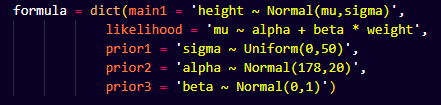 formula = dict(main1 = 'height ~ Normal(mu,sigma)',
likelihood = 'mu ~ alpha + beta * weight',
prior1 = 'sigma ~ Uniform(0,50)',
prior2 = 'alpha ~ Normal(178,20)',
prior3 = 'beta ~ Normal(0,1)')